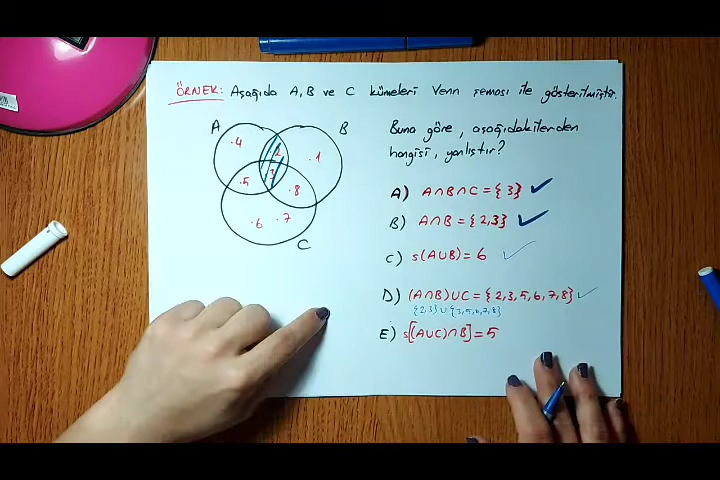 ÖRNEK: Aşağıda A, B ve C kümeleri Venn şeması ile gösterilmiştir.
A
B
.4
.2
.1
.5
3
.8
.6
.7
C
Buna göre, aşağıdakilerden
hangisi, yanlıştır?
A) A∩B∩C = {3}
B) A∩B = {2,3}
C) s(A∪B) = 6
D) (A∩B)∪C = {2,3,5,6,7,8}
{2,3} ∪ {3,5,6,7,8}
E) s[(A∪C)∩B] = 5